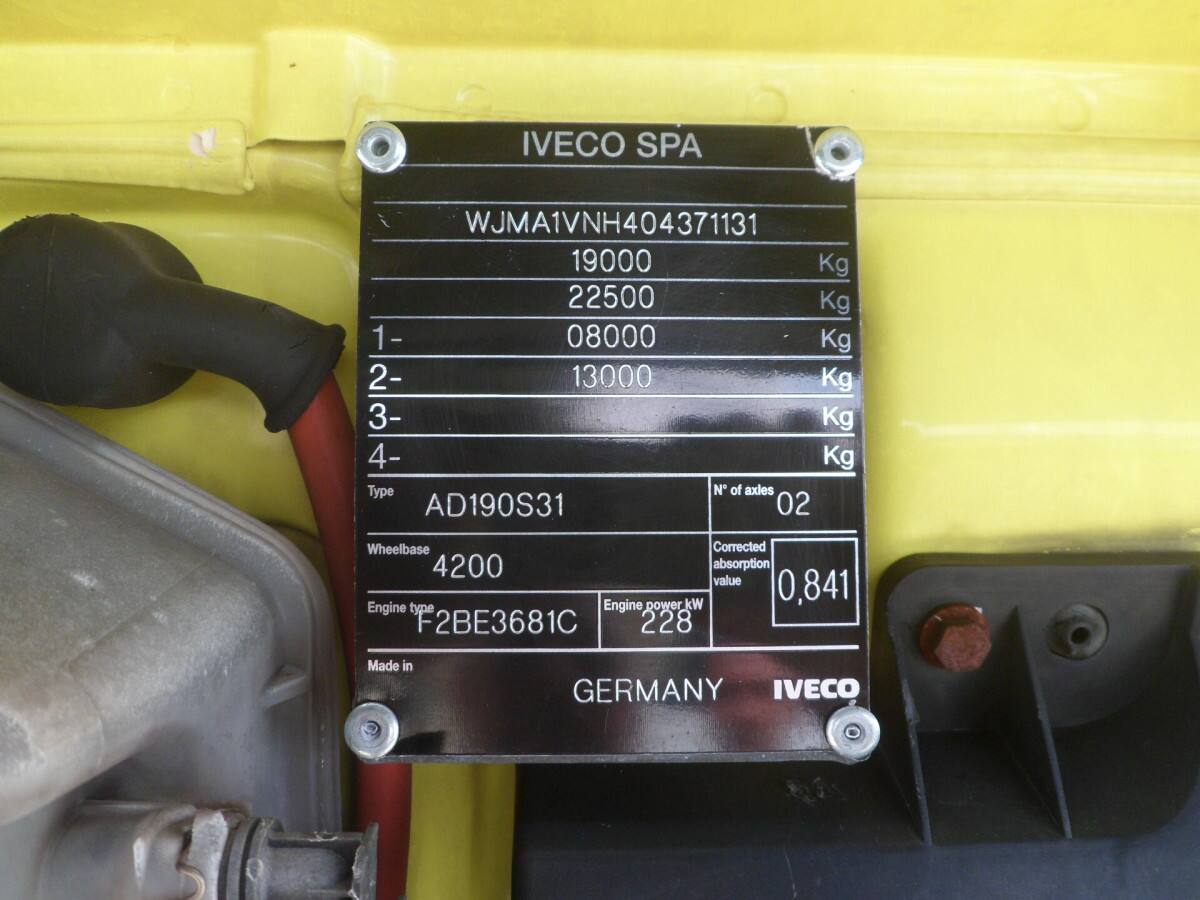 IVECO SPA
WJMA1VNH404371131
19000 Kg
22500 Kg
1- 08000 Kg
2- 13000 Kg
3- Kg
4- Kg
Type AD190S31 N° of axles 02
Wheelbase 4200 Corrected absorption value 0,841
Engine type F2BE3681C Engine power kW 228
Made in GERMANY IVECO